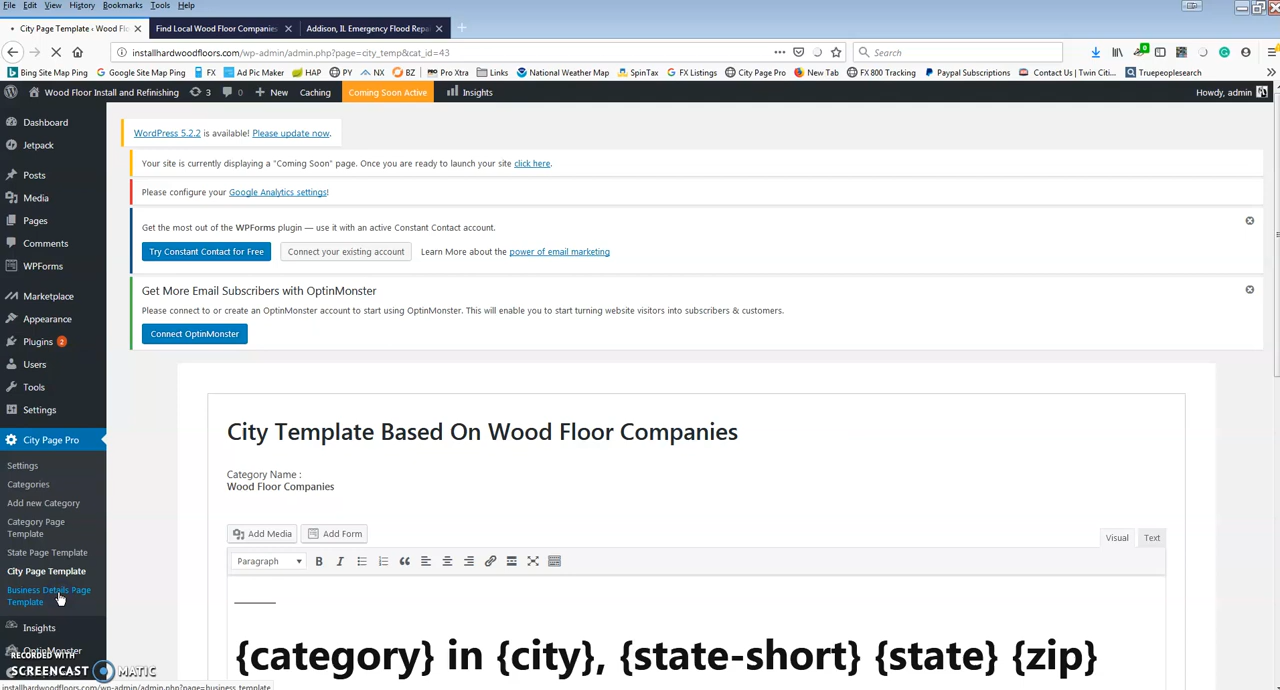 File Edit View History Bookmarks Tools Help
City Page Template ‹ Wood Flo Find Local Wood Floor Companies Addison, IL Emergency Flood Repa
installhardwoodfloors.com/wp-admin/admin.php?page=city_temp&cat_id=43 Search
Bing Site Map Ping Google Site Map Ping FX Ad Pic Maker HAP PY NX BZ Pro Xtra Links National Weather Map SpinTax FX Listings City Page Pro New Tab FX 800 Tracking Paypal Subscriptions Contact Us | Twin Citi... Truepeoplesearch
Wood Floor Install and Refinishing 3 0 New Caching Coming Soon Active Insights Howdy, admin
Dashboard
Jetpack
Posts
Media
Pages
Comments
WPForms
Marketplace
Appearance
Plugins 2
Users
Tools
Settings
City Page Pro
Settings
Categories
Add new Category
Category Page
Template
State Page Template
City Page Template
Business Details Page
Template
Insights
OptinMonster
RECORDED WITH
SCREENCAST MATIC
installhardwoodfloors.com/wp-admin/admin.php?page=business_template
WordPress 5.2.2 is available! Please update now.
Your site is currently displaying a "Coming Soon" page. Once you are ready to launch your site click here.
Please configure your Google Analytics settings!
Get the most out of the WPForms plugin — use it with an active Constant Contact account.
Try Constant Contact for Free Connect your existing account Learn More about the power of email marketing
Get More Email Subscribers with OptinMonster
Please connect to or create an OptinMonster account to start using OptinMonster. This will enable you to start turning website visitors into subscribers & customers.
Connect OptinMonster
City Template Based On Wood Floor Companies
Category Name :
Wood Floor Companies
Add Media Add Form Visual Text
Paragraph B I
{category} in {city}, {state-short} {state} {zip}